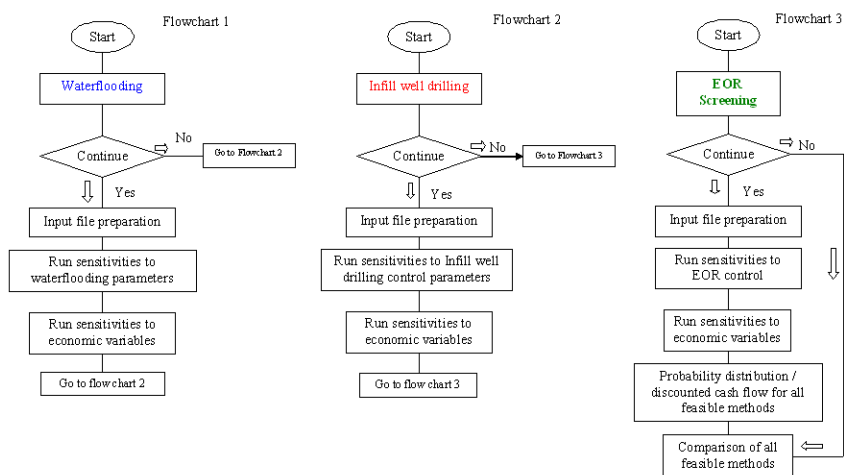 Flowchart 1
Start
Waterflooding
Continue
No
Go to Flowchart 2
Yes
Input file preparation
Run sensitivities to
waterflooding parameters
Run sensitivities to
economic variables
Go to flow chart 2
Flowchart 2
Start
Infill well drilling
Continue
No
Go to Flowchart 3
Yes
Input file preparation
Run sensitivities to Infill well
drilling control parameters
Run sensitivities to
economic variables
Go to flow chart 3
Flowchart 3
Start
EOR
Screening
Continue
No
Yes
Input file preparation
Run sensitivities to
EOR control
Run sensitivities to
economic variables
Probability distribution /
discounted cash flow for all
feasible methods
Comparison of all
feasible methods